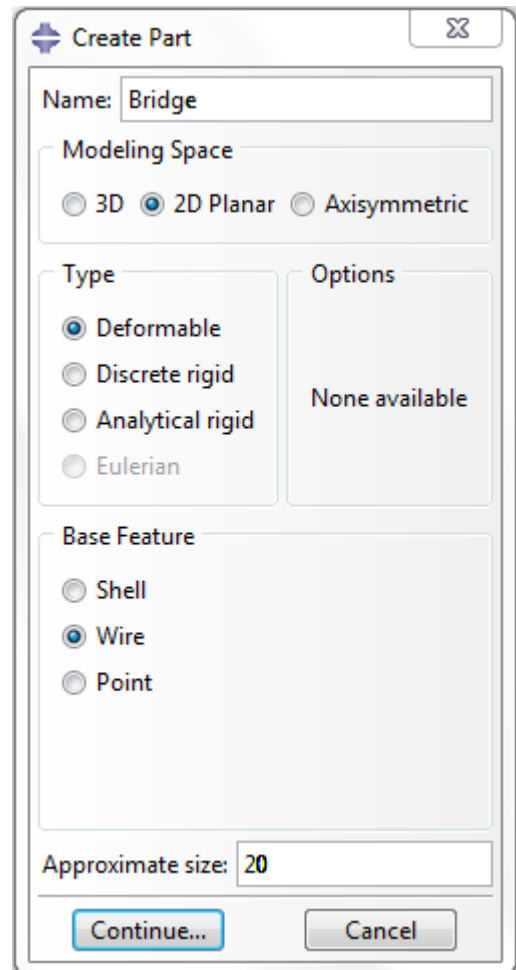 Create Part
Name: Bridge
Modeling Space
3D 2D Planar Axisymmetric
Type
Deformable
Discrete rigid
Analytical rigid
Eulerian
Options
None available
Base Feature
Shell
Wire
Point
Approximate size: 20
Continue... Cancel